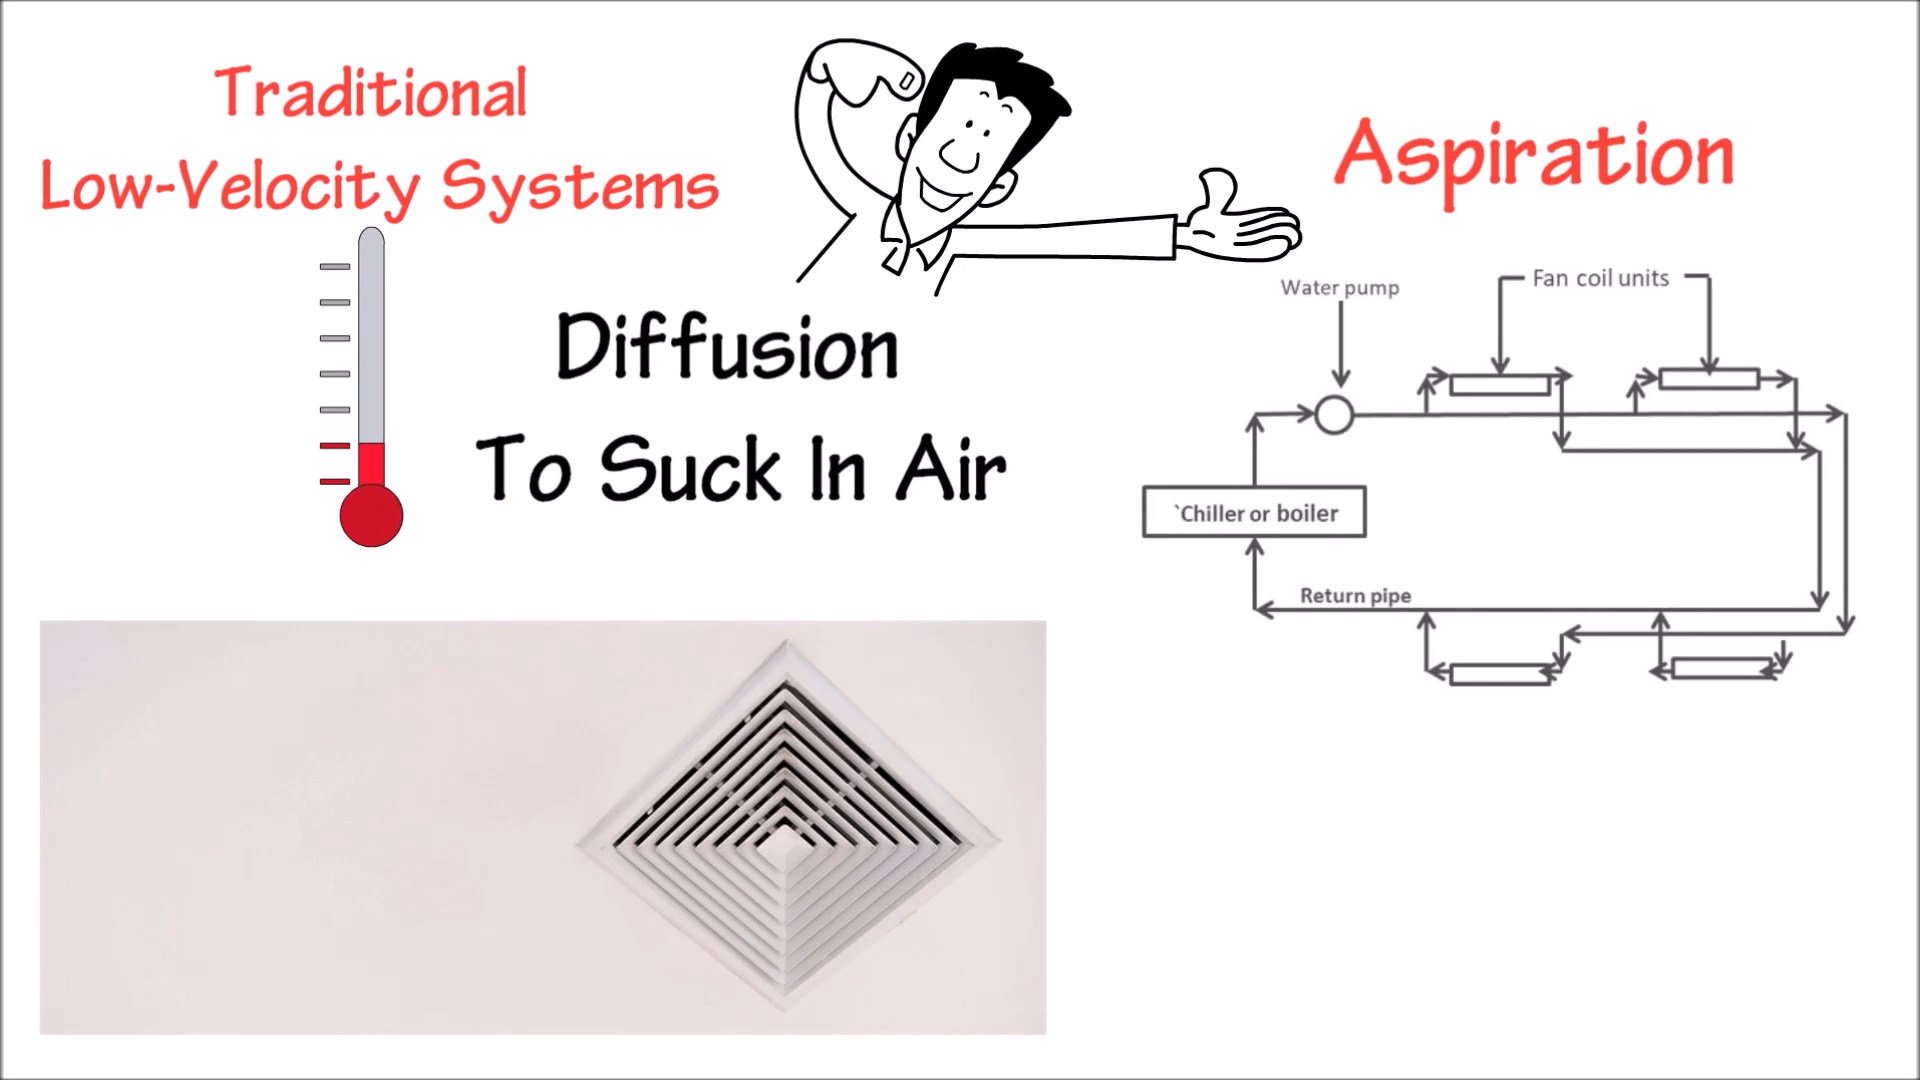 Traditional
Low-Velocity Systems
Diffusion
To Suck In Air
Aspiration
Water pump
Fan coil units
`Chiller or boiler
Return pipe